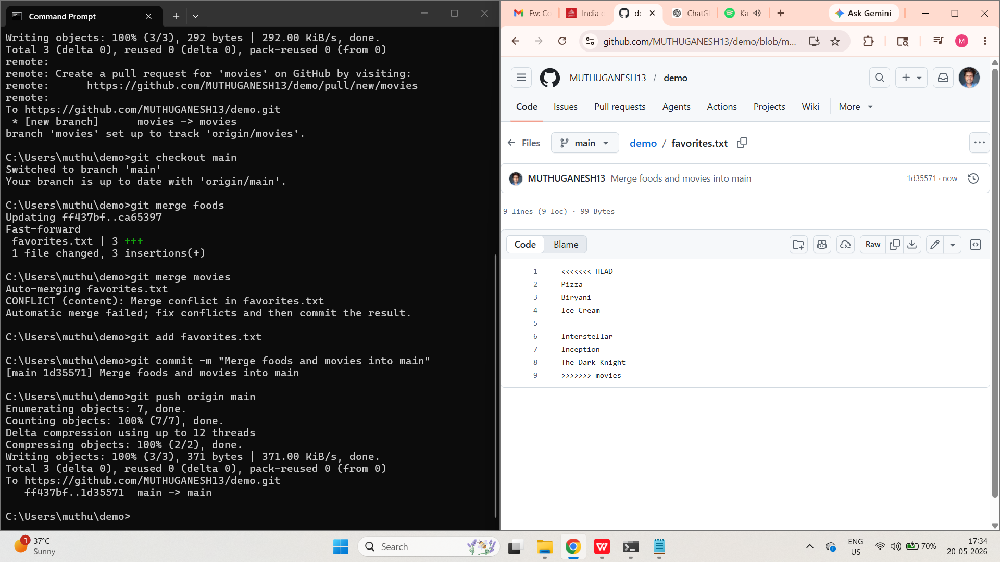 Command Prompt
Writing objects: 100% (3/3), 292 bytes | 292.00 KiB/s, done.
Total 3 (delta 0), reused 0 (delta 0), pack-reused 0 (from 0)
remote:
remote: Create a pull request for 'movies' on GitHub by visiting:
remote:      https://github.com/MUTHUGANESH13/demo/pull/new/movies
remote:
To https://github.com/MUTHUGANESH13/demo.git
 * [new branch]      movies -> movies
branch 'movies' set up to track 'origin/movies'.
C:\Users\muthu\demo>git checkout main
Switched to branch 'main'
Your branch is up to date with 'origin/main'.
C:\Users\muthu\demo>git merge foods
Updating ff437bf..ca65397
Fast-forward
 favorites.txt | 3 +++
 1 file changed, 3 insertions(+)
C:\Users\muthu\demo>git merge movies
Auto-merging favorites.txt
CONFLICT (content): Merge conflict in favorites.txt
Automatic merge failed; fix conflicts and then commit the result.
C:\Users\muthu\demo>git add favorites.txt
C:\Users\muthu\demo>git commit -m "Merge foods and movies into main"
[main 1d35571] Merge foods and movies into main
C:\Users\muthu\demo>git push origin main
Enumerating objects: 7, done.
Counting objects: 100% (7/7), done.
Delta compression using up to 12 threads
Compressing objects: 100% (2/2), done.
Writing objects: 100% (3/3), 371 bytes | 371.00 KiB/s, done.
Total 3 (delta 0), reused 0 (delta 0), pack-reused 0 (from 0)
To https://github.com/MUTHUGANESH13/demo.git
   ff437bf..1d35571  main -> main
C:\Users\muthu\demo>
Fw: Co India de ChatG Ka Ask Gemini
github.com/MUTHUGANESH13/demo/blob/m... M
MUTHUGANESH13 / demo
Code Issues Pull requests Agents Actions Projects Wiki More
Files main demo / favorites.txt
MUTHUGANESH13 Merge foods and movies into main 1d35571 · now
9 lines (9 loc) · 99 Bytes
Code Blame Raw
1 <<<<<<< HEAD
2 Pizza
3 Biryani
4 Ice Cream
5 =======
6 Interstellar
7 Inception
8 The Dark Knight
9 >>>>>>> movies
1 37°C
Sunny
Search
W
ENG
US
70%
17:34
20-05-2026